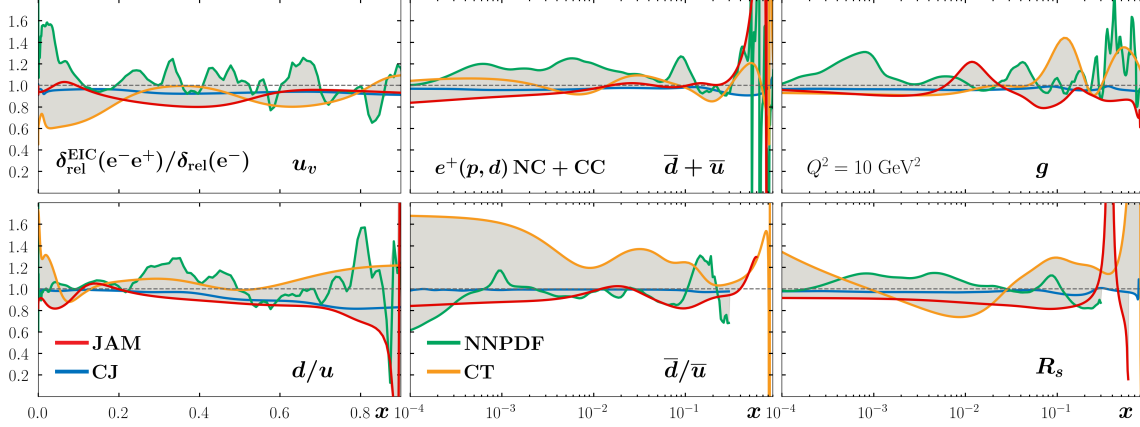 1.6
1.4
1.2
1.0
0.8
0.6
0.4
0.2
δ_rel^EIC(e⁻e⁺)/δ_rel(e⁻) u_v
e⁺(p, d) NC + CC d̅ + u̅
Q² = 10 GeV² g
1.6
1.4
1.2
1.0
0.8
0.6
0.4
0.2
JAM
CJ
d/u
NNPDF
CT
d̅/u̅
R_s
0.0 0.2 0.4 0.6 0.8 x
10⁻⁴ 10⁻³ 10⁻² 10⁻¹ x
10⁻⁴ 10⁻³ 10⁻² 10⁻¹ x